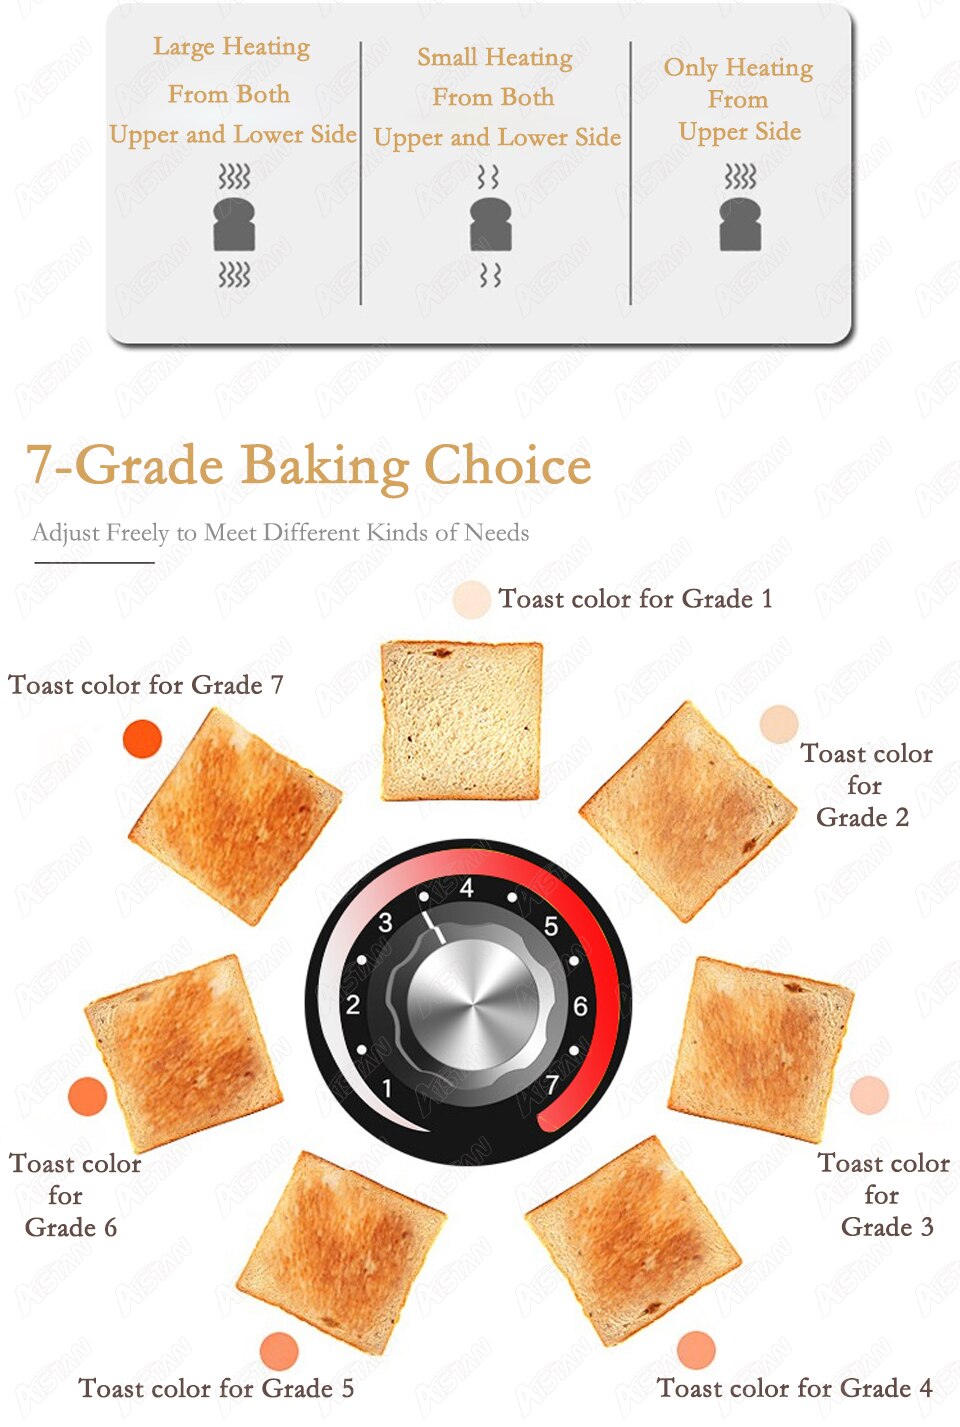 Large Heating
From Both
Upper and Lower Side
Small Heating
From Both
Upper and Lower Side
Only Heating
From
Upper Side
7-Grade Baking Choice
Adjust Freely to Meet Different Kinds of Needs
Toast color for Grade 1
Toast color for Grade 7
Toast color
for
Grade 2
4
3
5
2
6
1
7
Toast color
for
Grade 6
Toast color
for
Grade 3
Toast color for Grade 5
Toast color for Grade 4
AISTAN